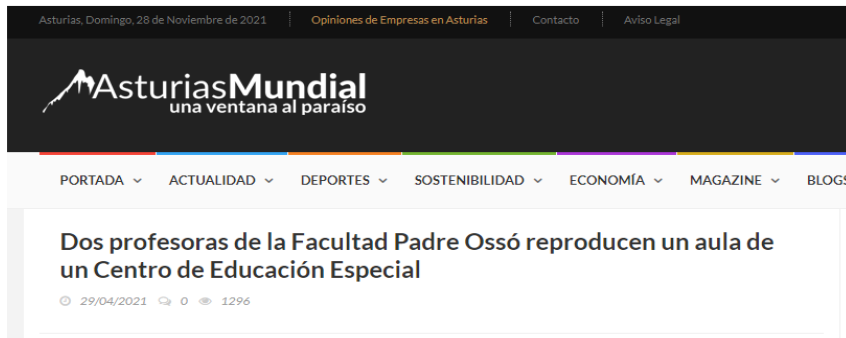 Asturias, Domingo, 28 de Noviembre de 2021 Opiniones de Empresas en Asturias Contacto Aviso Legal
AsturiasMundial
una ventana al paraíso
PORTADA ACTUALIDAD DEPORTES SOSTENIBILIDAD ECONOMÍA MAGAZINE BLOGS
Dos profesoras de la Facultad Padre Ossó reproducen un aula de
un Centro de Educación Especial
29/04/2021 0 1296